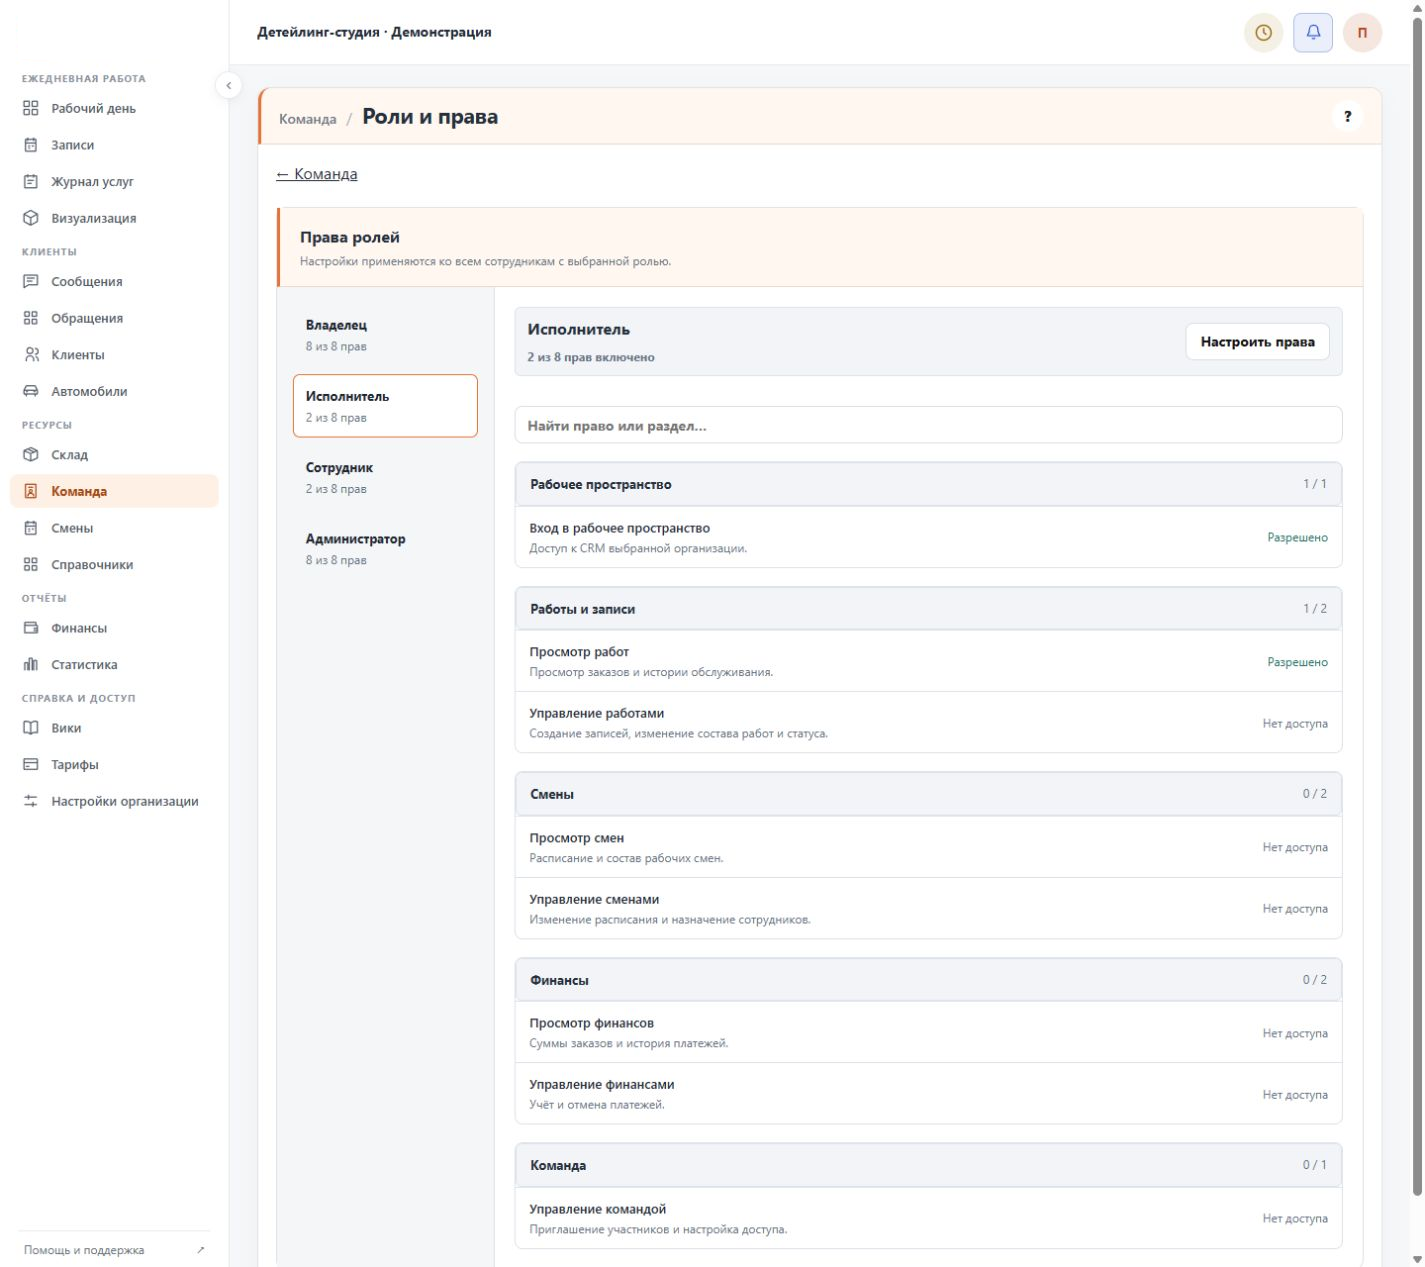 Детейлинг-студия · Демонстрация
П
ЕЖЕДНЕВНАЯ РАБОТА
Рабочий день
Записи
Журнал услуг
Визуализация
КЛИЕНТЫ
Сообщения
Обращения
Клиенты
Автомобили
РЕСУРСЫ
Склад
Команда
Смены
Справочники
ОТЧЁТЫ
Финансы
Статистика
СПРАВКА И ДОСТУП
Вики
Тарифы
Настройки организации
Помощь и поддержка ↗
Команда / Роли и права
?
← Команда
Права ролей
Настройки применяются ко всем сотрудникам с выбранной ролью.
Владелец
8 из 8 прав
Исполнитель
2 из 8 прав
Сотрудник
2 из 8 прав
Администратор
8 из 8 прав
Исполнитель
2 из 8 прав включено
Настроить права
Найти право или раздел...
Рабочее пространство 1 / 1
Вход в рабочее пространство
Доступ к CRM выбранной организации.
Разрешено
Работы и записи 1 / 2
Просмотр работ
Просмотр заказов и истории обслуживания.
Разрешено
Управление работами
Создание записей, изменение состава работ и статуса.
Нет доступа
Смены 0 / 2
Просмотр смен
Расписание и состав рабочих смен.
Нет доступа
Управление сменами
Изменение расписания и назначение сотрудников.
Нет доступа
Финансы 0 / 2
Просмотр финансов
Суммы заказов и история платежей.
Нет доступа
Управление финансами
Учёт и отмена платежей.
Нет доступа
Команда 0 / 1
Управление командой
Приглашение участников и настройка доступа.
Нет доступа